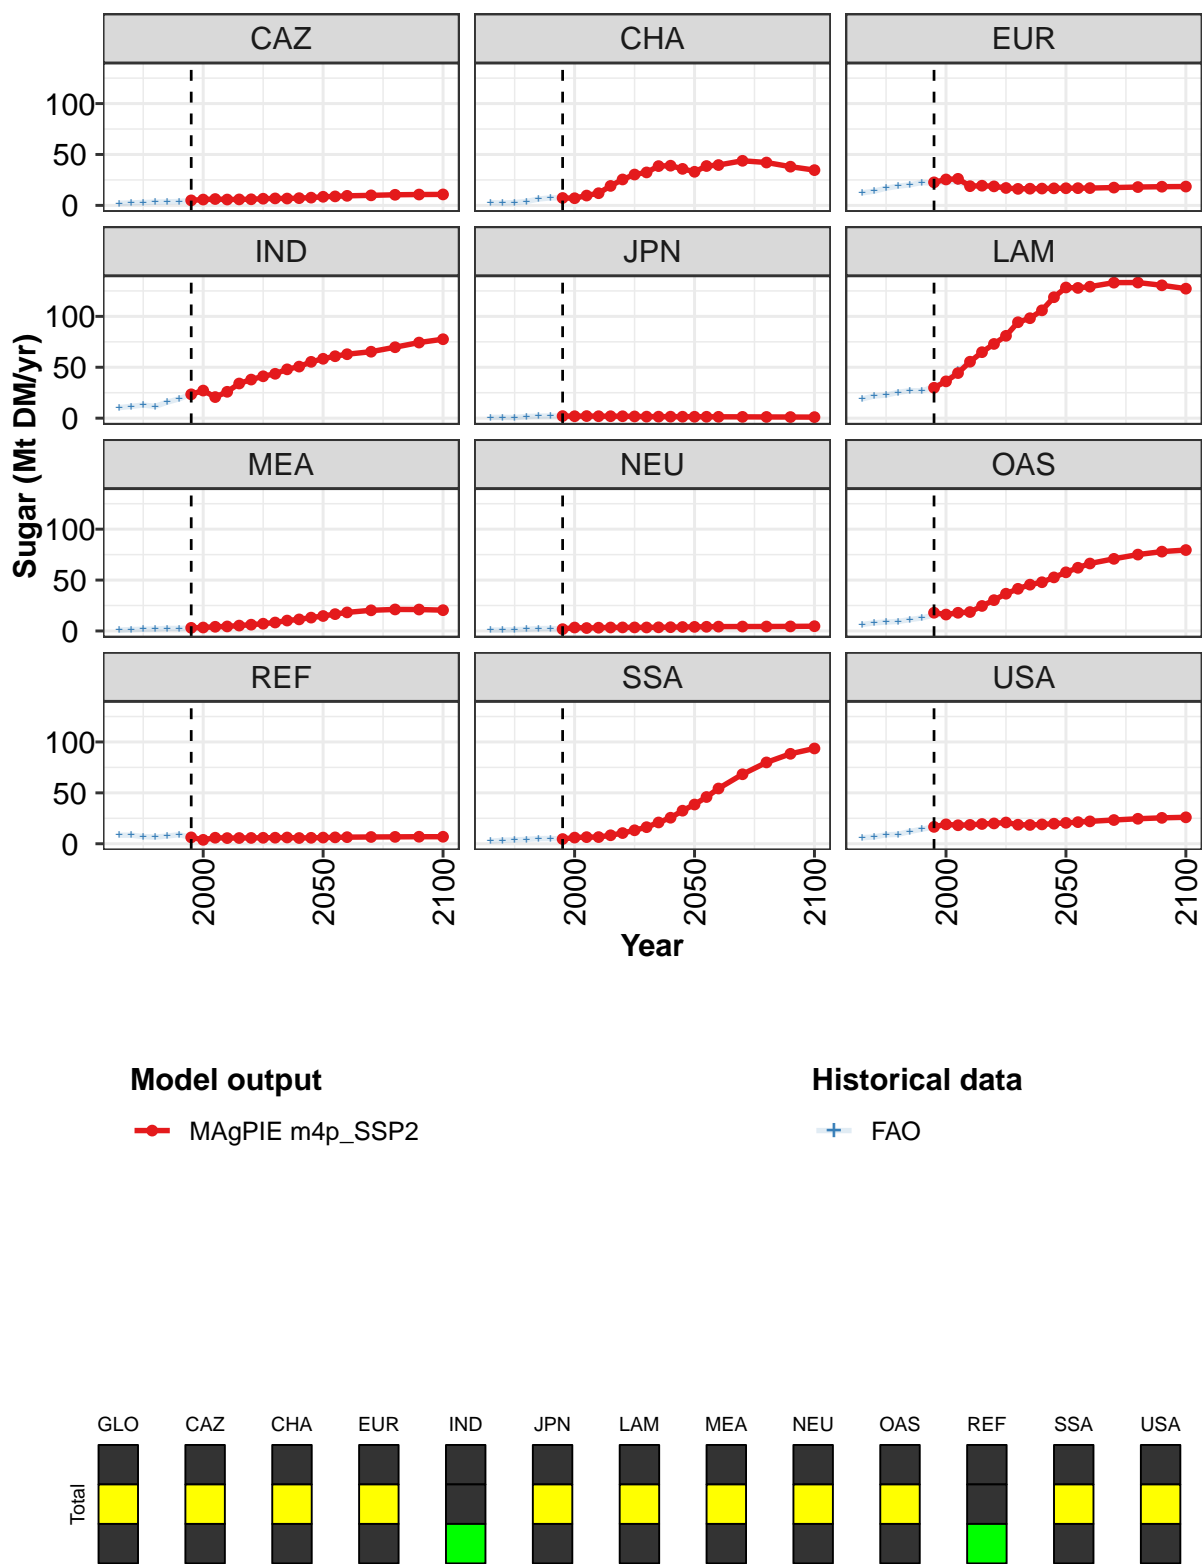 CAZ CHA EUR
100
50
0
IND JPN LAM
100
50
0
MEA NEU OAS
100
50
0
REF SSA USA
100
50
0
Sugar (Mt DM/yr)
2000 2050 2100 2000 2050 2100 2000 2050 2100
Year
Model output Historical data
MAgPIE m4p_SSP2 FAO
GLO CAZ CHA EUR IND JPN LAM MEA NEU OAS REF SSA USA
Total